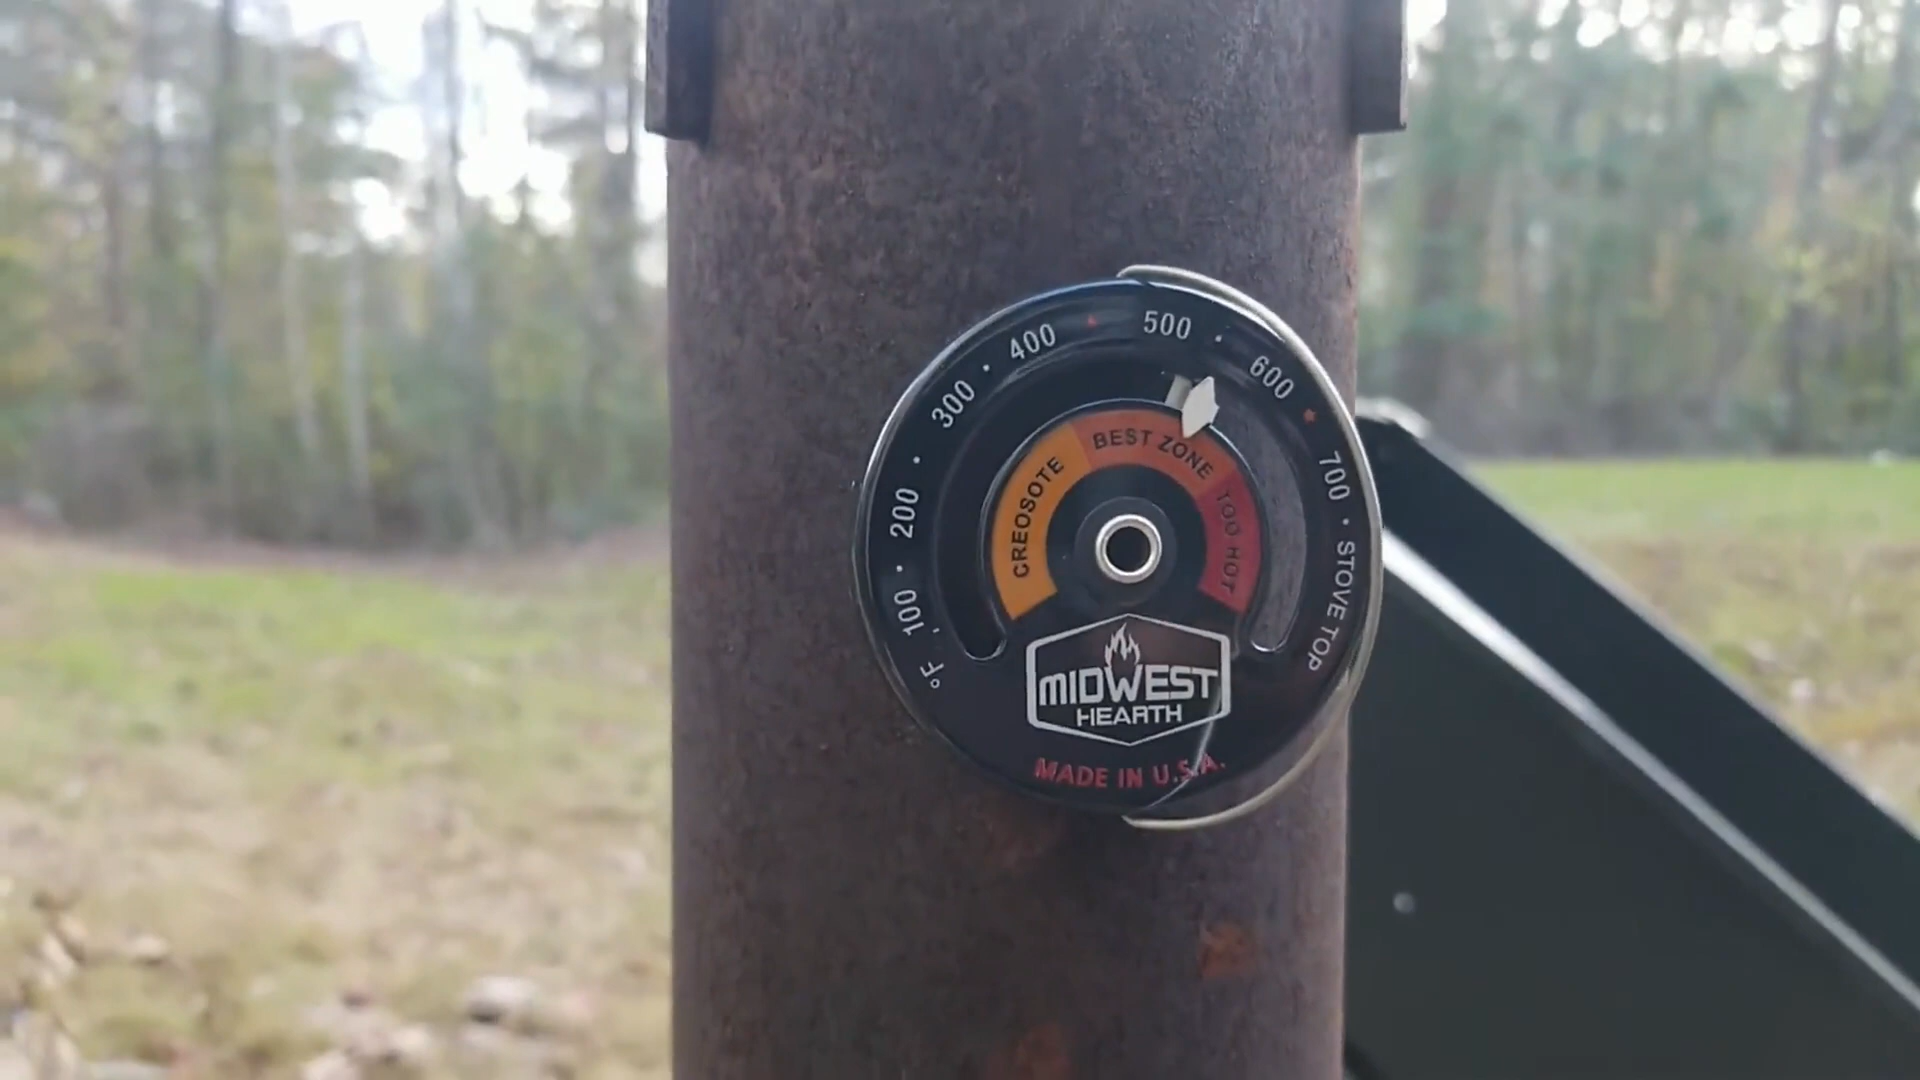 °F 100 200 300 400 500 600 700 STOVE TOP
CREOSOTE BEST ZONE TOO HOT
MIDWEST
HEARTH
MADE IN U.S.A.